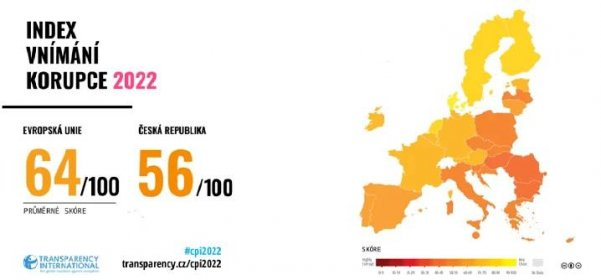 INDEX
VNÍMÁNÍ
KORUPCE 2022
EVROPSKÁ UNIE
ČESKÁ REPUBLIKA
64/100
56/100
PRŮMĚRNÉ SKÓRE
#cpi2022
transparency.cz/cpi2022
TRANSPARENCY
INTERNATIONAL
SKÓRE